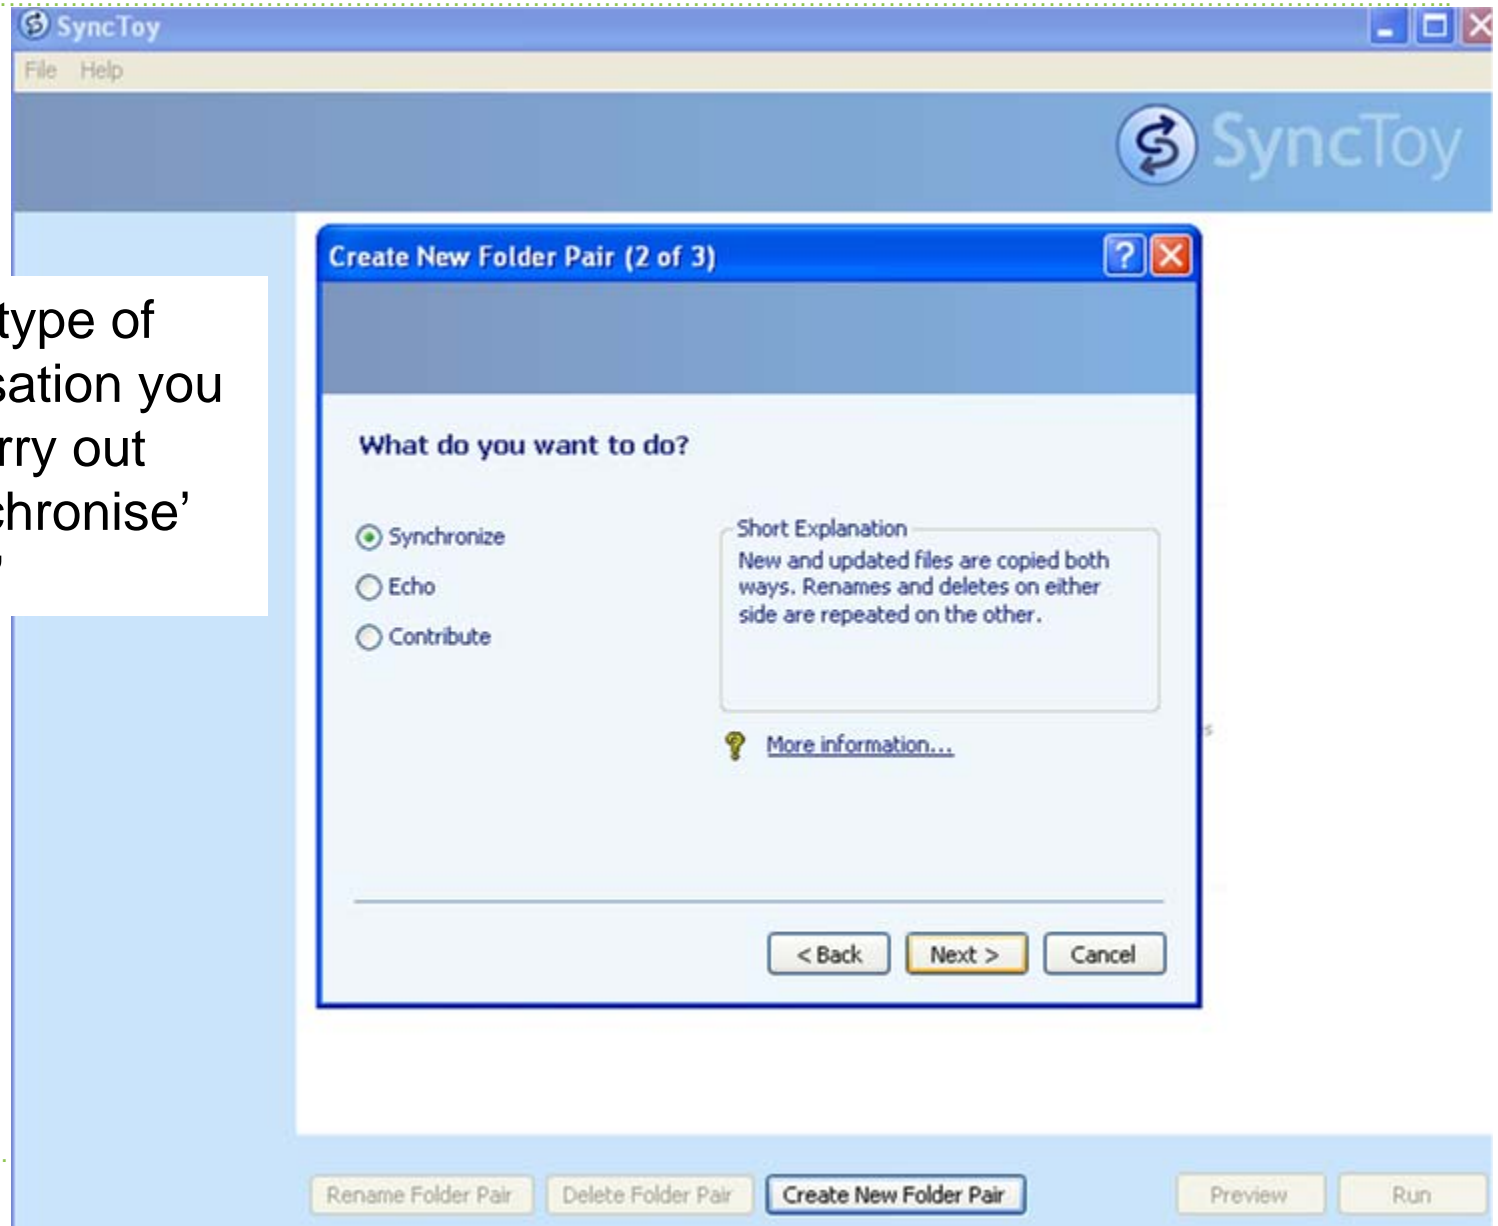 SyncToy
File Help
SyncToy
type of
sation you
rry out
chronise’
’
Create New Folder Pair (2 of 3)
What do you want to do?
Synchronize
Echo
Contribute
Short Explanation
New and updated files are copied both
ways. Renames and deletes on either
side are repeated on the other.
More information...
s
< Back Next > Cancel
Rename Folder Pair Delete Folder Pair Create New Folder Pair Preview Run